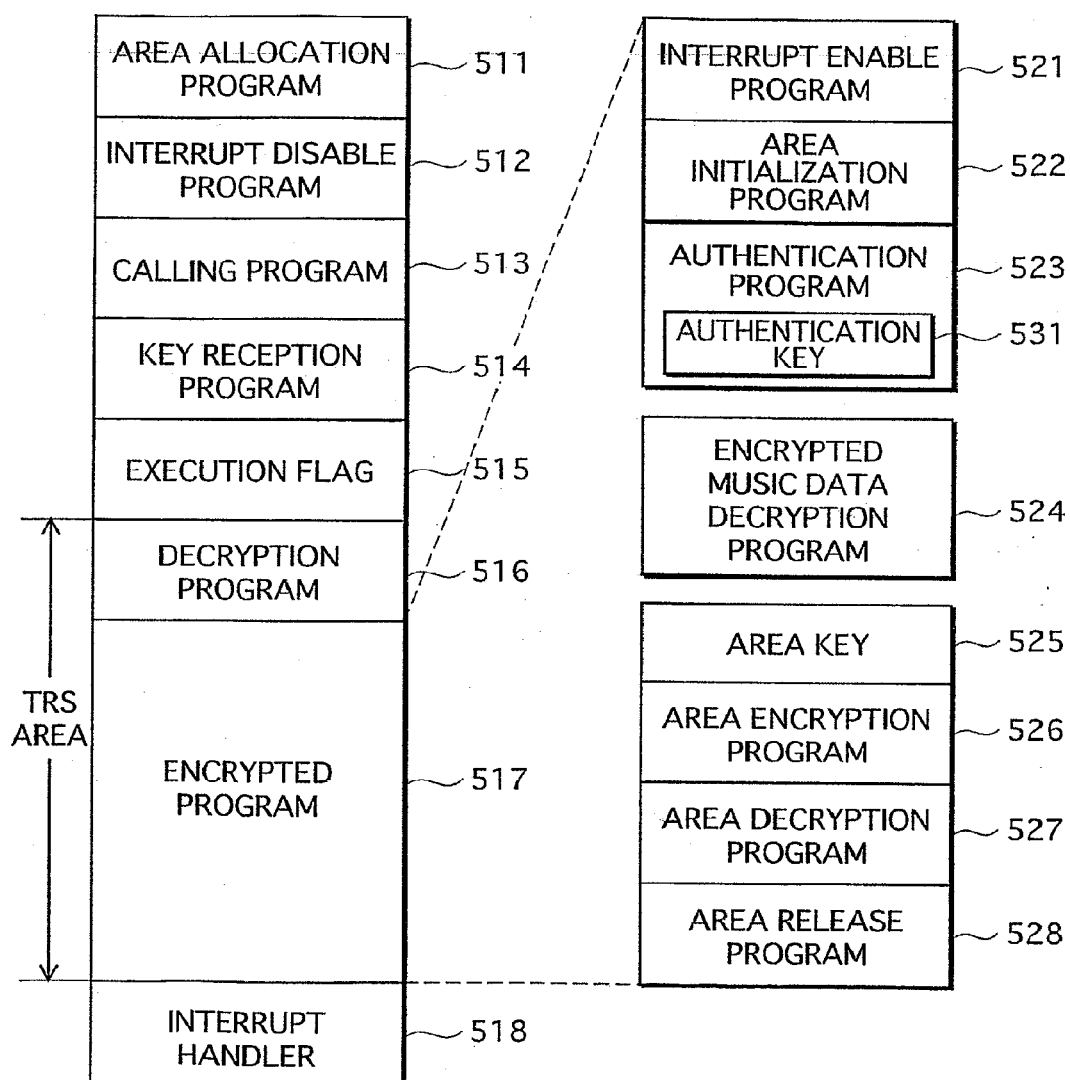 AREA ALLOCATION
PROGRAM
511
INTERRUPT DISABLE
PROGRAM
512
CALLING PROGRAM
513
KEY RECEPTION
PROGRAM
514
EXECUTION FLAG
515
DECRYPTION
PROGRAM
516
TRS
AREA
ENCRYPTED
PROGRAM
517
INTERRUPT
HANDLER
518
INTERRUPT ENABLE
PROGRAM
521
AREA
INITIALIZATION
PROGRAM
522
AUTHENTICATION
PROGRAM
523
AUTHENTICATION
KEY
531
ENCRYPTED
MUSIC DATA
DECRYPTION
PROGRAM
524
AREA KEY
525
AREA ENCRYPTION
PROGRAM
526
AREA DECRYPTION
PROGRAM
527
AREA RELEASE
PROGRAM
528